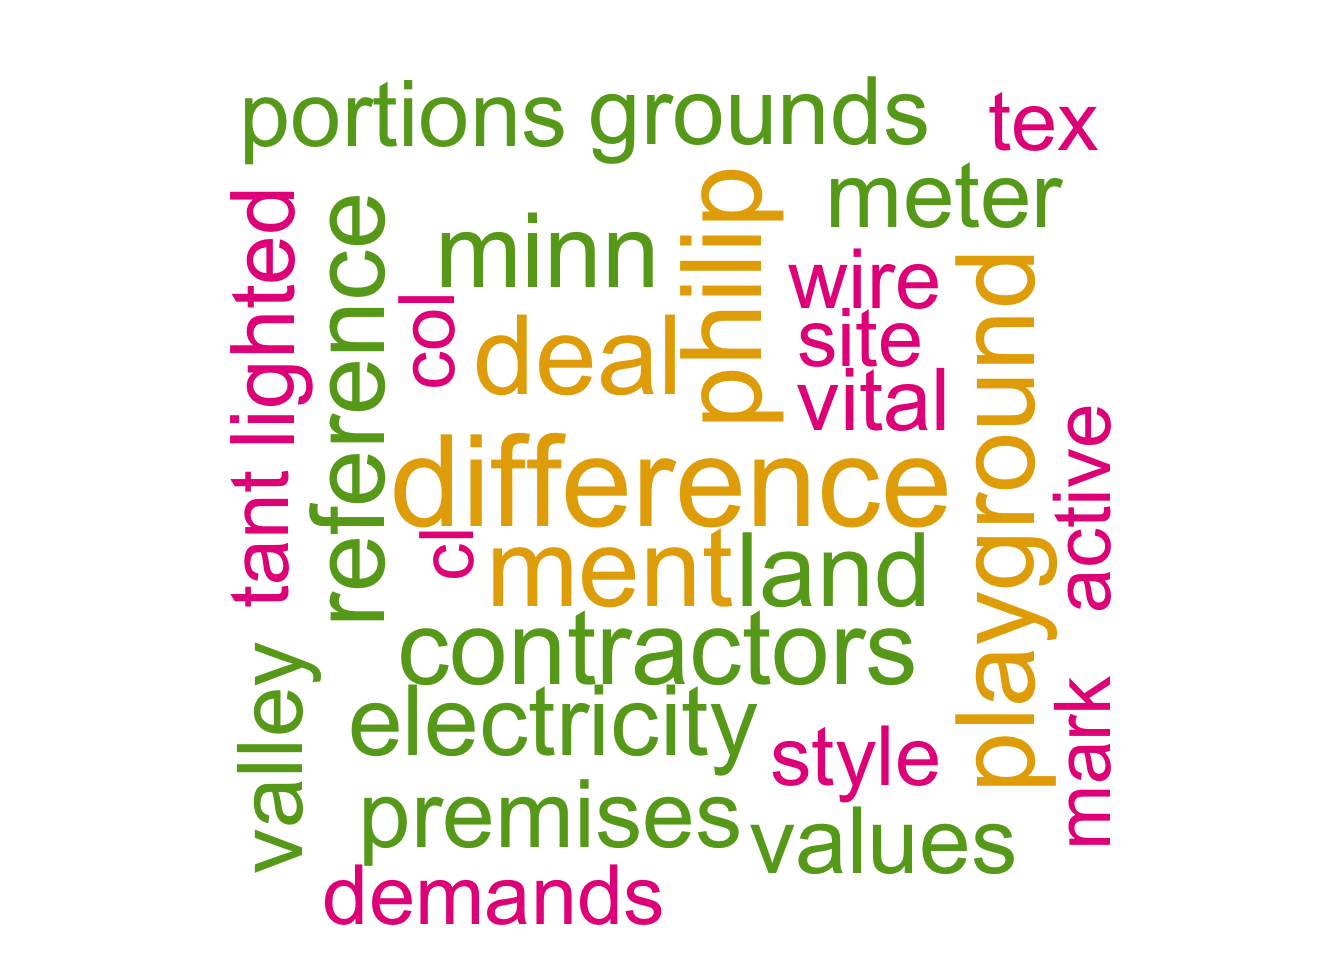 portions grounds tex
meter
minn
philip
lighted
reference
wire
col
site
deal
vital
playground
difference
active
tant
cl
ment land
contractors
electricity
valley
style
mark
premises
values
demands